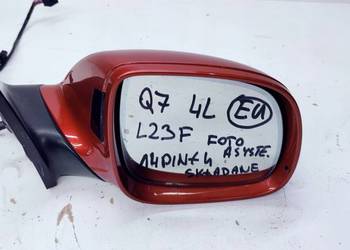 Q7 4L EU
L23F FOTO
14PIN+4 ASYSTE.
SKŁADANE